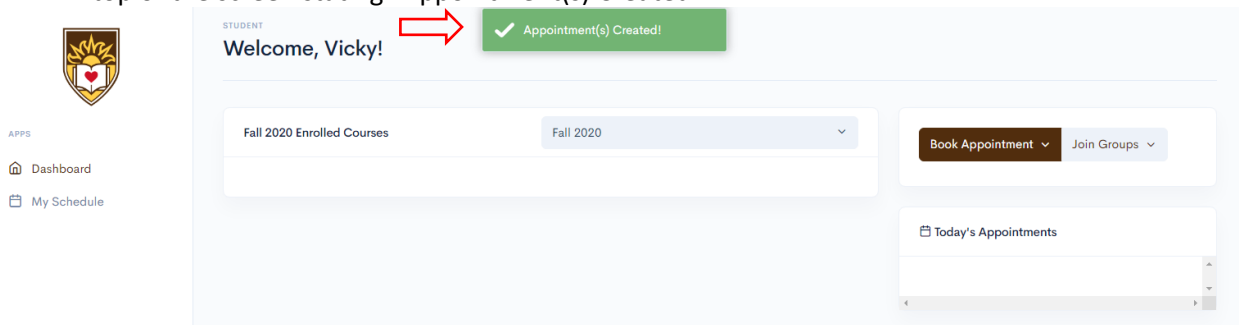 STUDENT
Appointment(s) Created!
Welcome, Vicky!
APPS
Fall 2020 Enrolled Courses
Fall 2020
Book Appointment
Join Groups
Dashboard
My Schedule
Today's Appointments